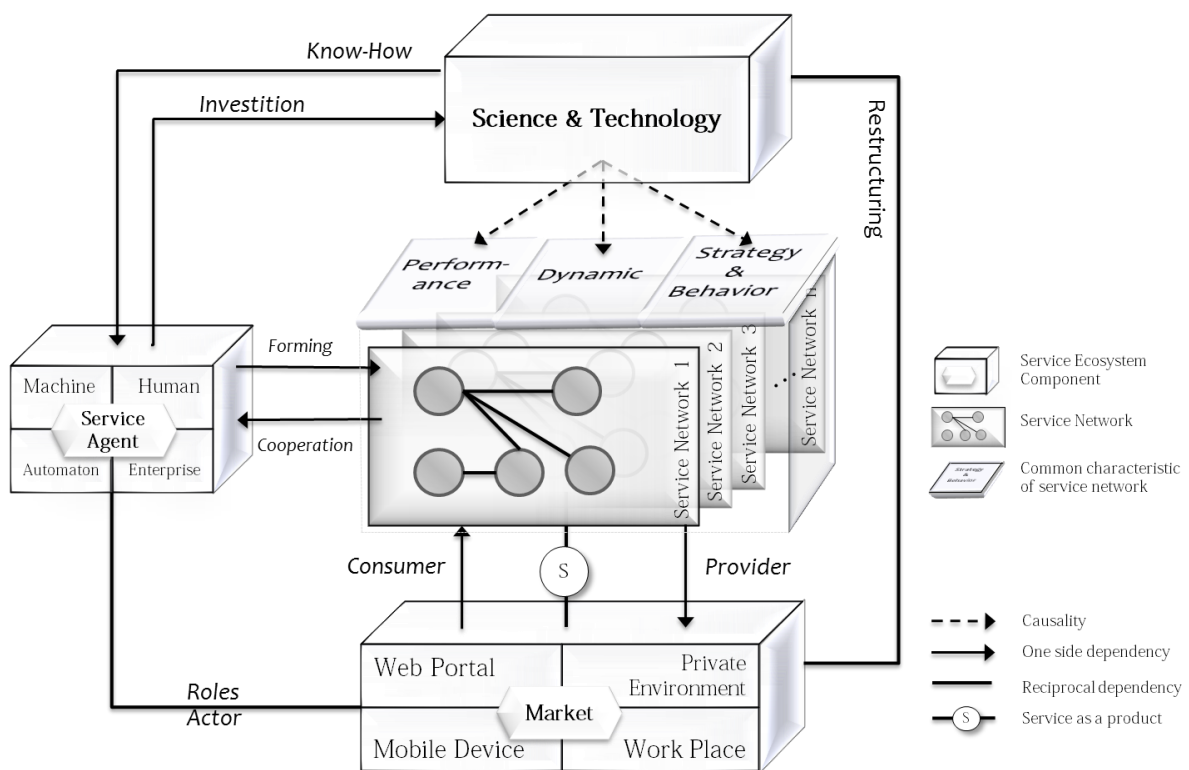 Know-How
Investition
Science & Technology
Restructuring
Perform-
ance
Dynamic
Strategy
&
Behavior
Forming
Cooperation
Machine
Human
Service
Agent
Automaton
Enterprise
Service Network 1
Service Network 2
Service Network 3
...
Service Network n
Service Ecosystem
Component
Service Network
Strategy
&
Behavior
Common characteristic
of service network
Consumer
S
Provider
Web Portal
Private
Environment
Market
Mobile Device
Work Place
Roles
Actor
Causality
One side dependency
Reciprocal dependency
S
Service as a product